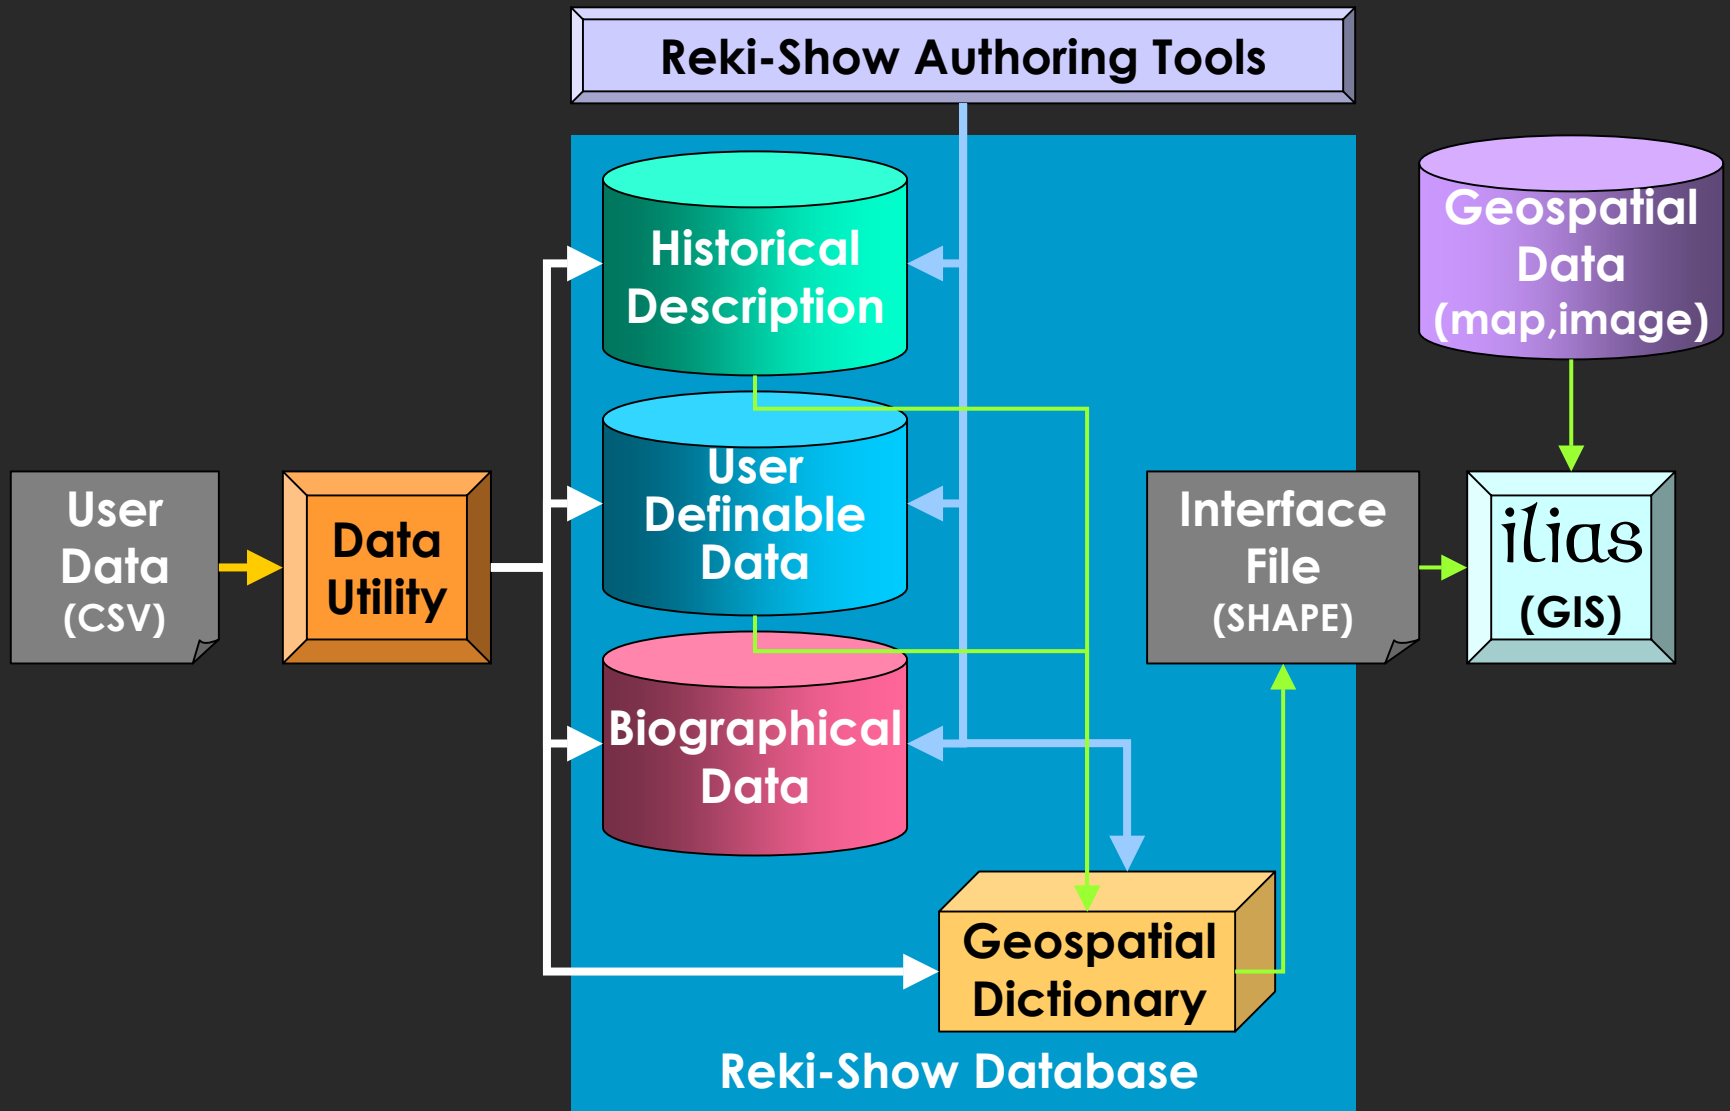 Reki-Show Authoring Tools
Historical
Description
Geospatial
Data
(map,image)
User
Data
(CSV)
Data
Utility
User
Definable
Data
Interface
File
(SHAPE)
ilias
(GIS)
Biographical
Data
Geospatial
Dictionary
Reki-Show Database